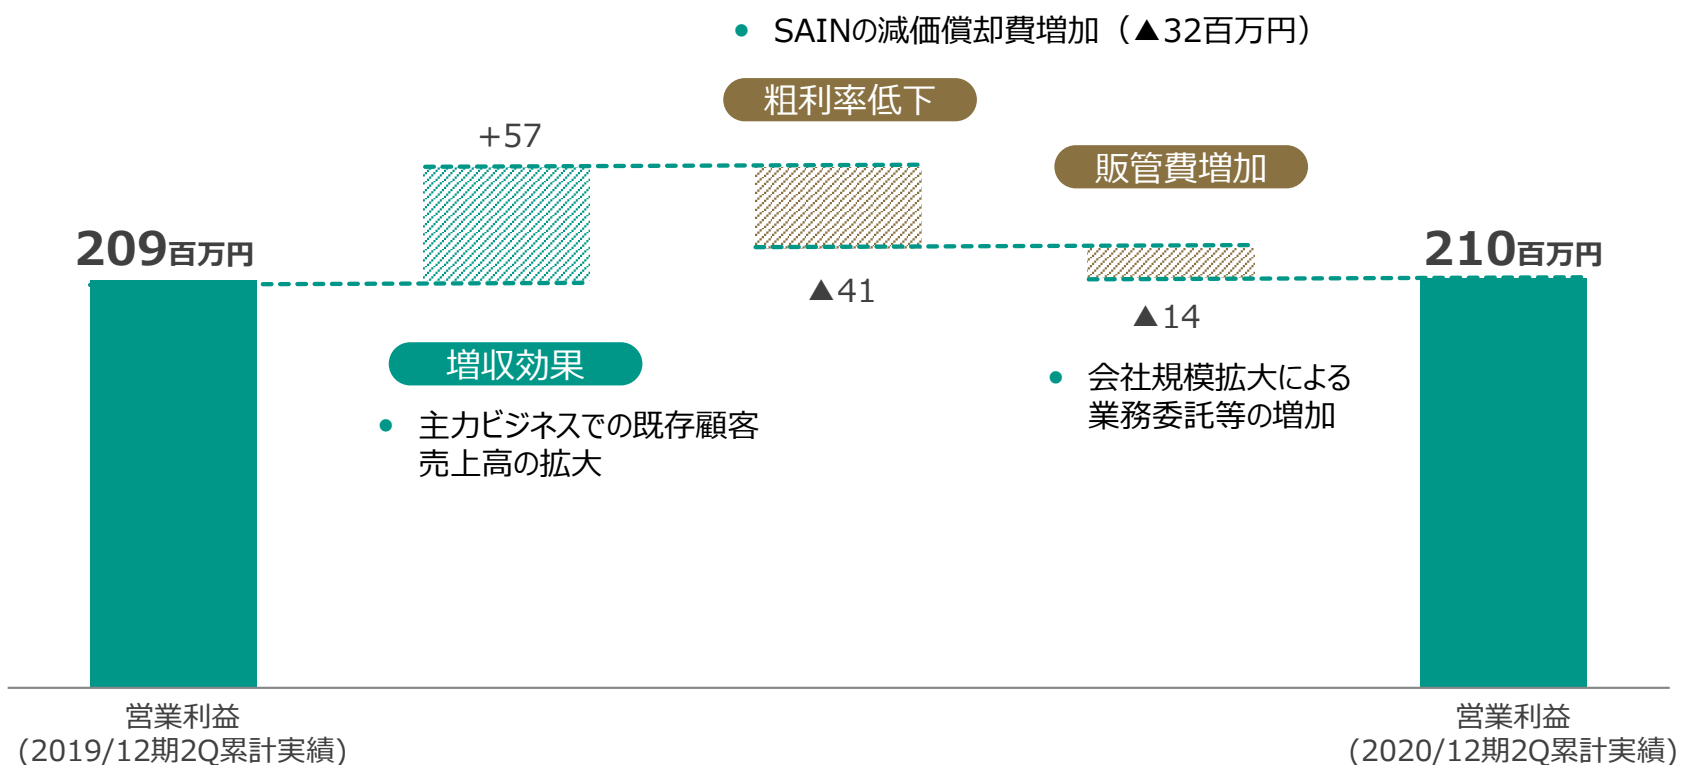 • SAINの減価償却費増加（▲32百万円）
粗利率低下
+57
販管費増加
209百万円
210百万円
▲41
▲14
増収効果
• 主力ビジネスでの既存顧客
売上高の拡大
• 会社規模拡大による
業務委託等の増加
営業利益
(2019/12期2Q累計実績)
営業利益
(2020/12期2Q累計実績)